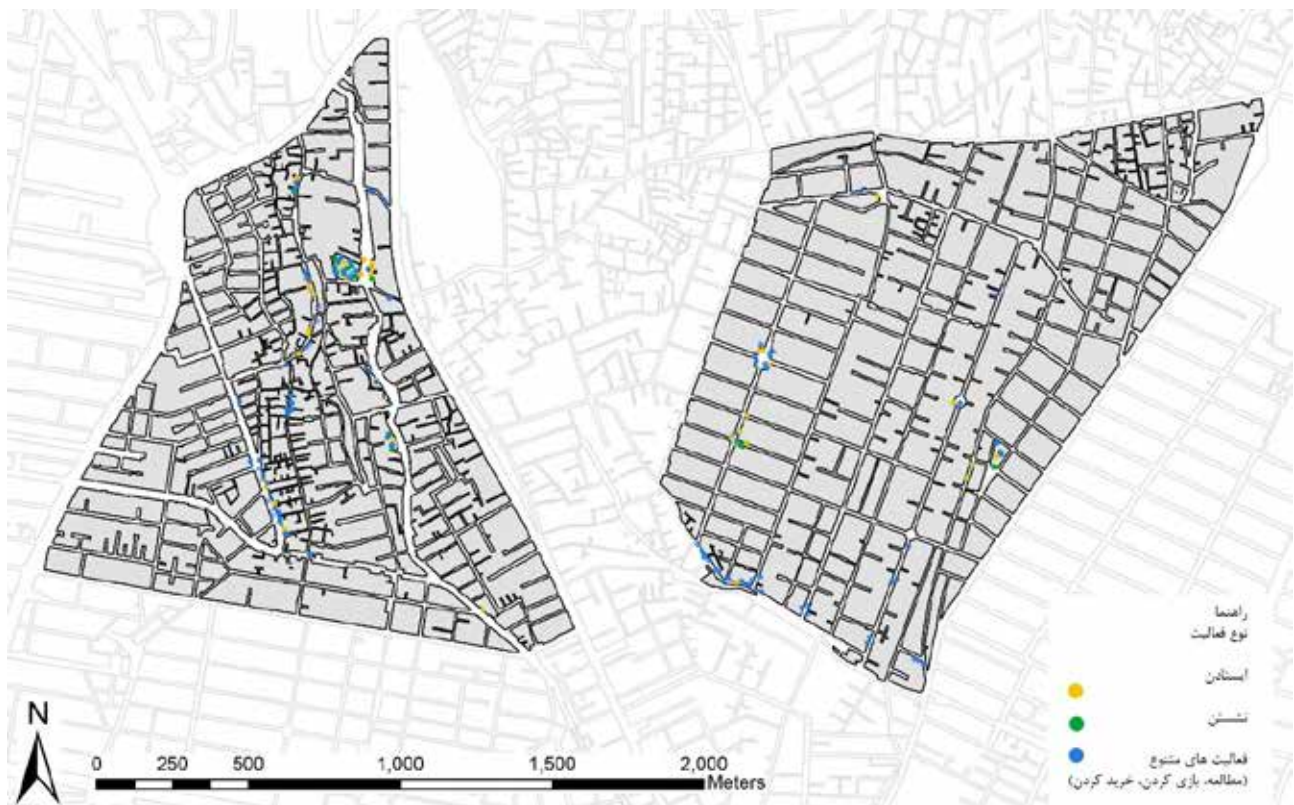 راهنما
نوع فعالیت
ایستادن
نشستن
فعالیت های متنوع
(مطالعه، بازی کردن، خرید کردن)
N
0 250 500 1,000 1,500 2,000
Meters